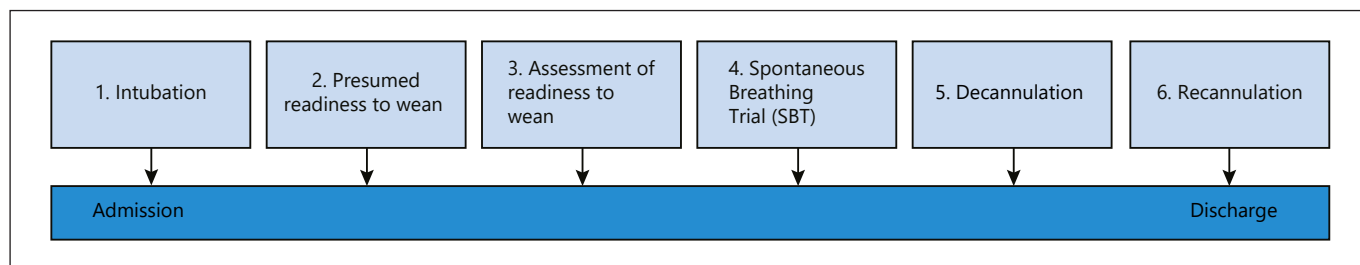 1. Intubation
2. Presumed
readiness to wean
3. Assessment of
readiness to
wean
4. Spontaneous
Breathing
Trial (SBT)
5. Decannulation
6. Recannulation
Admission
Discharge